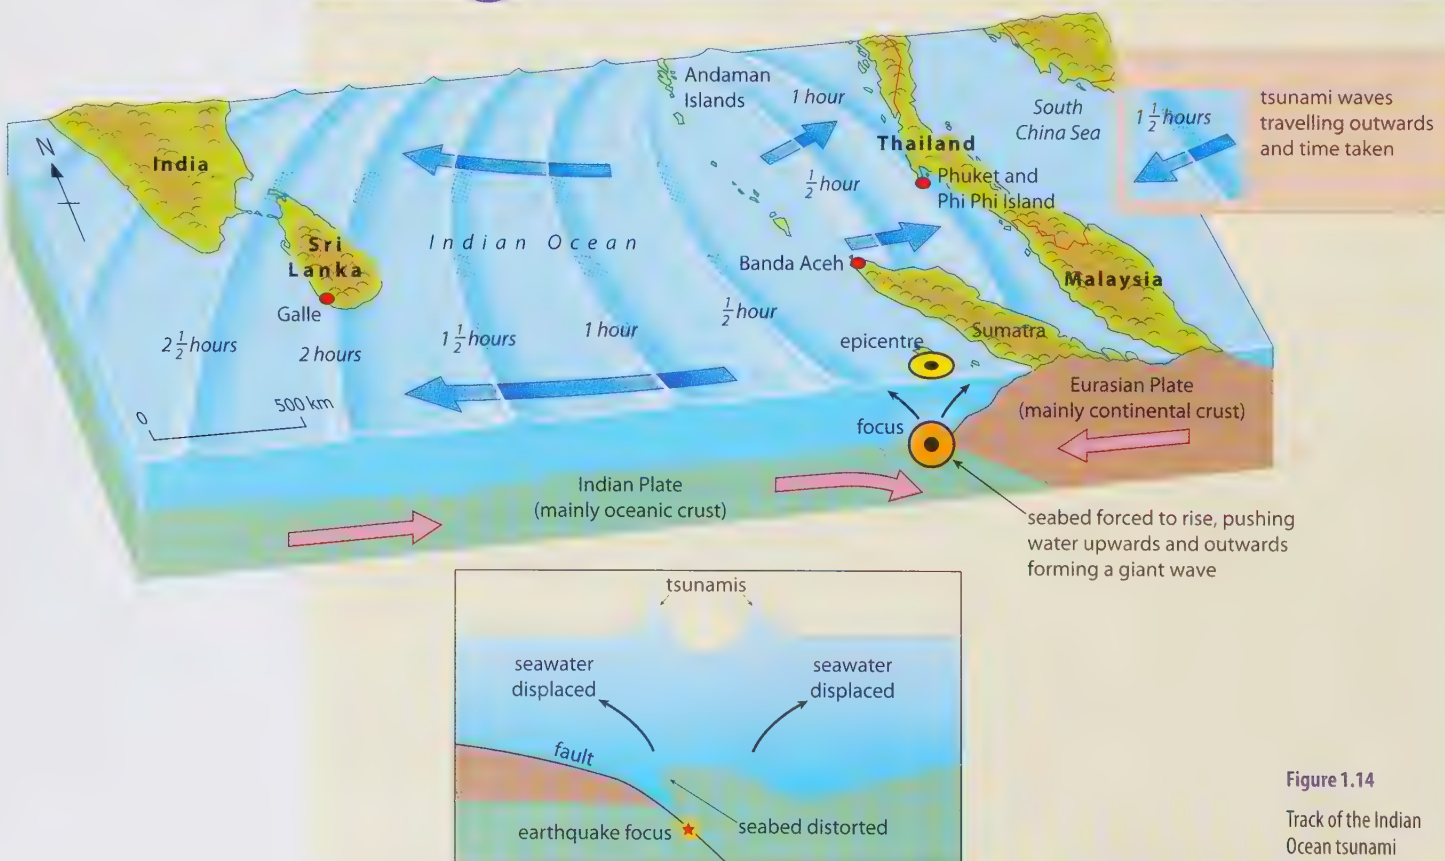 Andaman
Islands
1 hour
South
China Sea
1 1/2 hours
tsunami waves
travelling outwards
and time taken
N
India
Thailand
1/2 hour
Phuket and
Phi Phi Island
Sri
Lanka
Indian Ocean
Banda Aceh
Malaysia
Galle
2 1/2 hours
2 hours
1 1/2 hours
1 hour
1/2 hour
Sumatra
epicentre
0
500 km
Eurasian Plate
(mainly continental crust)
focus
Indian Plate
(mainly oceanic crust)
seabed forced to rise, pushing
water upwards and outwards
forming a giant wave
tsunamis
seawater
displaced
seawater
displaced
fault
earthquake focus
seabed distorted
Figure 1.14
Track of the Indian
Ocean tsunami